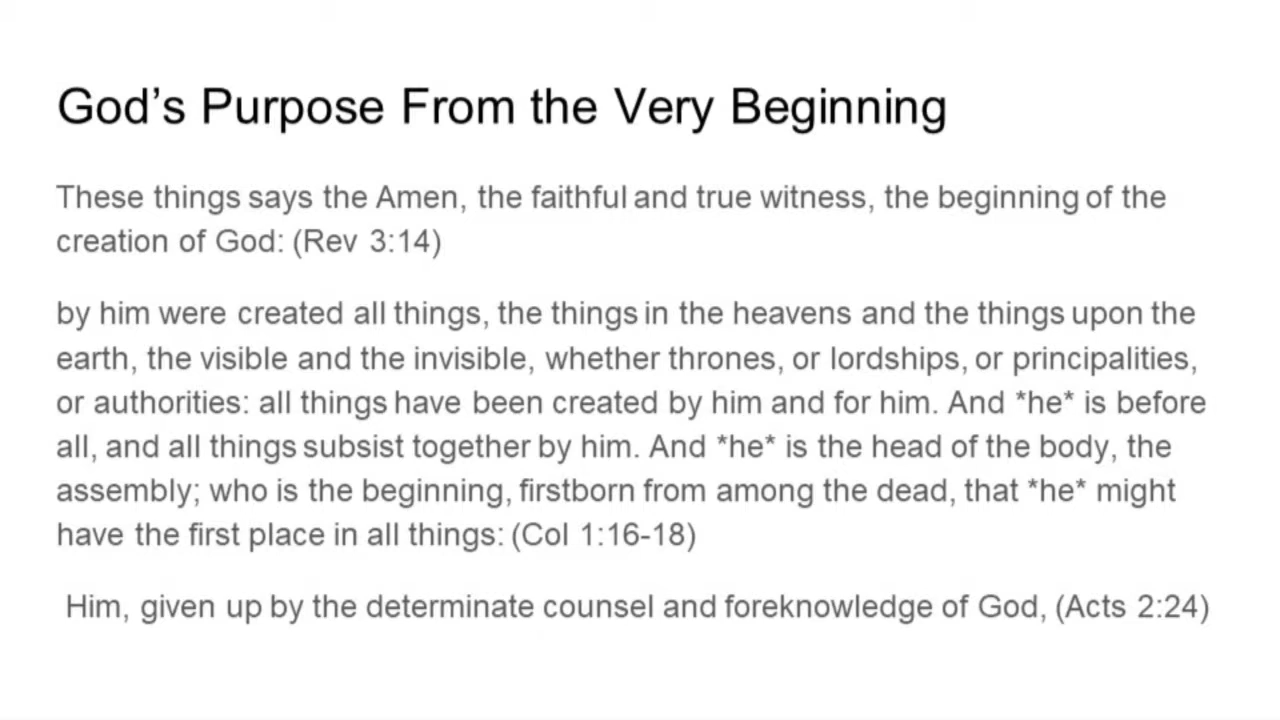 God’s Purpose From the Very Beginning
These things says the Amen, the faithful and true witness, the beginning of the
creation of God: (Rev 3:14)
by him were created all things, the things in the heavens and the things upon the
earth, the visible and the invisible, whether thrones, or lordships, or principalities,
or authorities: all things have been created by him and for him. And *he* is before
all, and all things subsist together by him. And *he* is the head of the body, the
assembly; who is the beginning, firstborn from among the dead, that *he* might
have the first place in all things: (Col 1:16-18)
Him, given up by the determinate counsel and foreknowledge of God, (Acts 2:24)